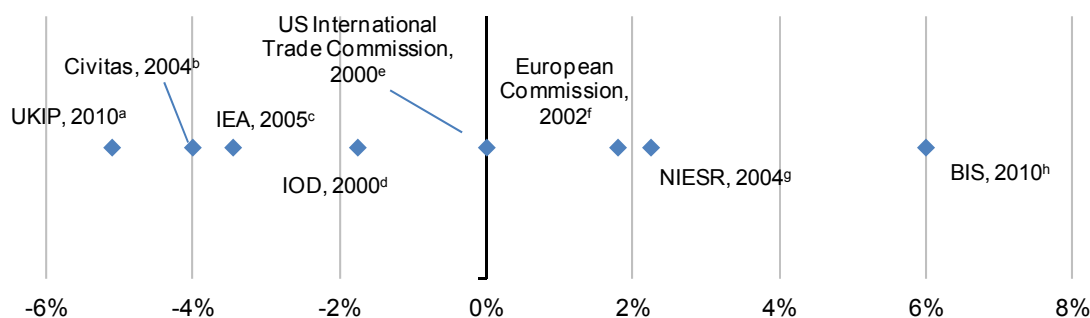 US International
Trade Commission,
2000ᵉ
Civitas, 2004ᵇ
European
Commission,
2002ᶠ
UKIP, 2010ᵃ
IEA, 2005ᶜ
IOD, 2000ᵈ
NIESR, 2004ᵍ
BIS, 2010ʰ
-6% -4% -2% 0% 2% 4% 6% 8%